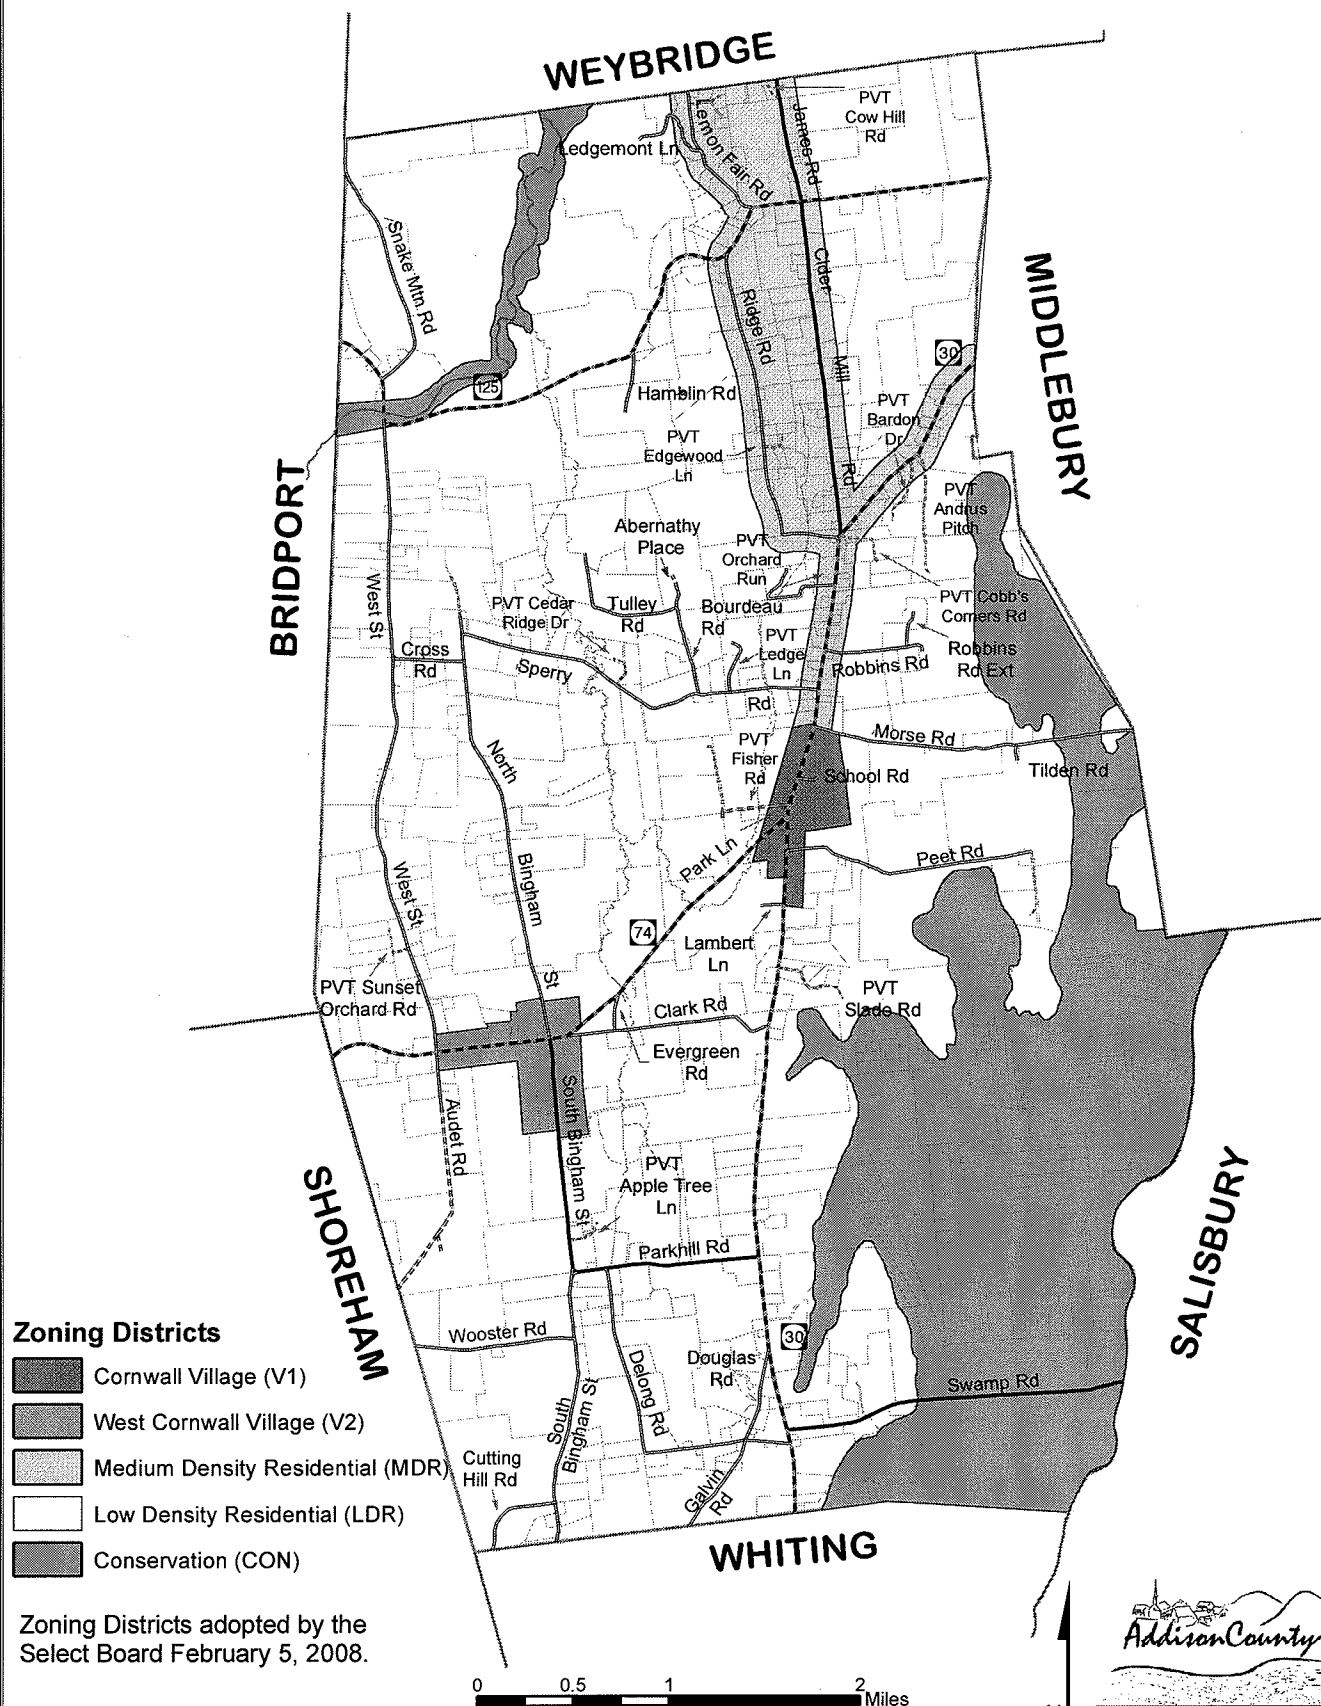 WEYBRIDGE
PVT
Cow Hill
Rd
Ledgemont Ln
Lemon Fair Rd
James Rd
Snake Mtn Rd
Cider
Mill
Rd
Ridge Rd
MIDDLEBURY
30
125
Hamblin Rd
PVT
Bardon
Dr
PVT
Edgewood
Ln
BRIDPORT
PVT
Andrus
Pitch
Abernathy
Place
PVT
Orchard
Run
West St
PVT Cedar
Ridge Dr
Tulley
Rd
Bourdeau
Rd
PVT Cobb's
Corners Rd
PVT
Ledge
Ln
Robbins Rd
Robbins
Rd Ext
Cross
Rd
Sperry
Rd
Morse Rd
PVT
Fisher
Rd
North
Bingham
St
School Rd
Tilden Rd
Park Ln
Peet Rd
West St
74
Lambert
Ln
PVT Sunset
Orchard Rd
PVT
Slade Rd
Clark Rd
Evergreen
Rd
South Bingham St
Audet Rd
PVT
Apple Tree
Ln
SHOREHAM
SALISBURY
Parkhill Rd
Wooster Rd
30
Delong Rd
Douglas
Rd
Swamp Rd
South
Bingham St
Cutting
Hill Rd
Galvin
Rd
WHITING
Zoning Districts
Cornwall Village (V1)
West Cornwall Village (V2)
Medium Density Residential (MDR)
Low Density Residential (LDR)
Conservation (CON)
Zoning Districts adopted by the
Select Board February 5, 2008.
0 0.5 1 2
Miles
AddisonCounty